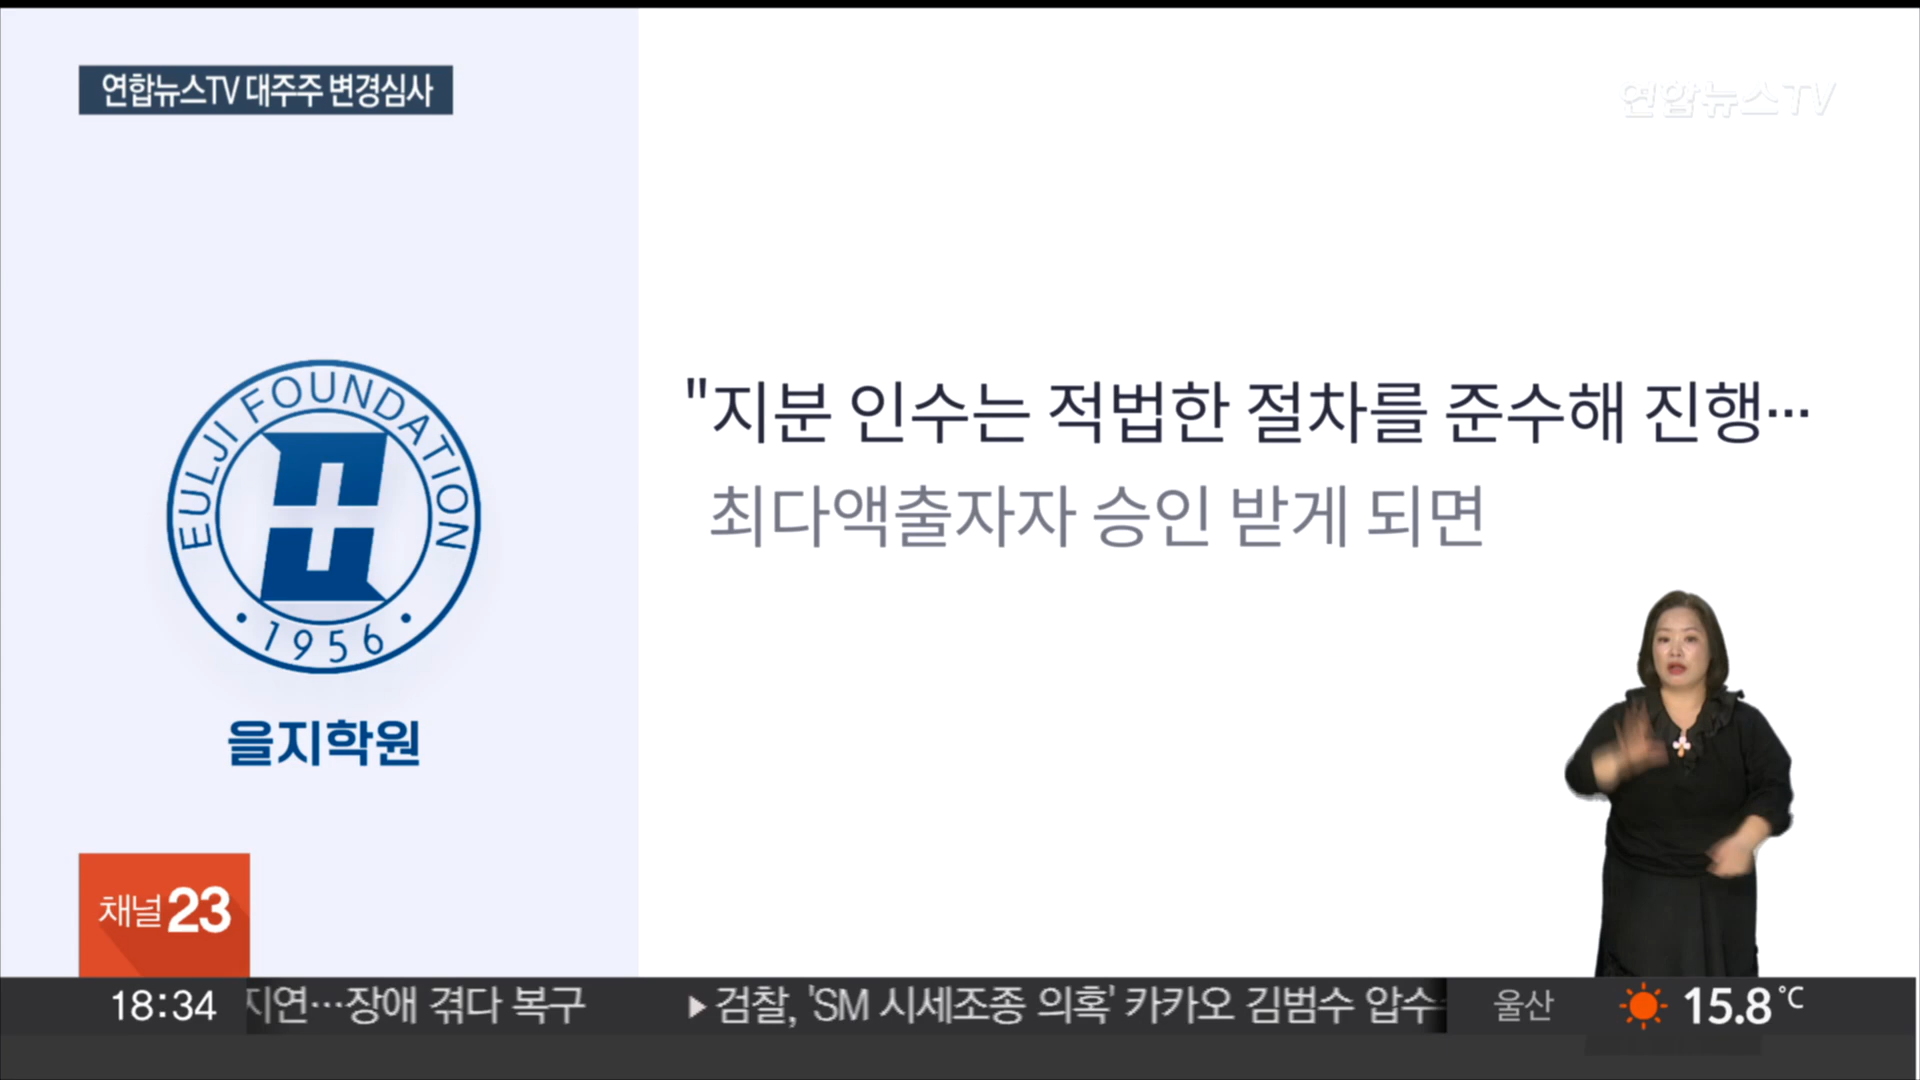 연합뉴스TV 대주주 변경심사
연합뉴스TV
EULJI FOUNDATION
1956
을지학원
"지분 인수는 적법한 절차를 준수해 진행…
최다액출자자 승인 받게 되면
채널23
18:34
지연…장애 겪다 복구 ▶검찰, 'SM 시세조종 의혹' 카카오 김범수 압수
울산 15.8℃